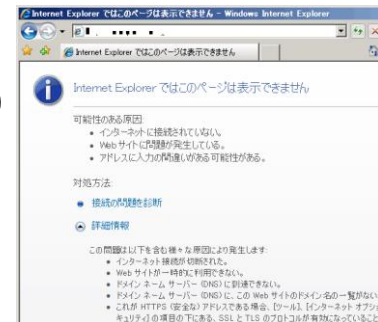 Internet Explorer ではこのページは表示できません - Windows Internet Explorer
Internet Explorer ではこのページは表示できません
Internet Explorer ではこのページは表示できません
可能性のある原因:
• インターネットに接続されていない。
• Web サイトに問題が発生している。
• アドレスに入力の間違いがある可能性がある。
対処方法:
接続の問題を診断
詳細情報
この問題は以下を含む様々な原因により発生します:
• インターネット接続が切断された。
• Web サイトが一時的に利用できない。
• ドメイン ネーム サーバー (DNS) に到達できない。
• ドメイン ネーム サーバー (DNS) に、この Web サイトのドメイン名の一覧がない
• これが HTTPS (安全な) アドレスである場合、[ツール]、[インターネット オプシ
キュリティ] の項目の下にある、SSL と TLS のプロトコルが有効になっていること